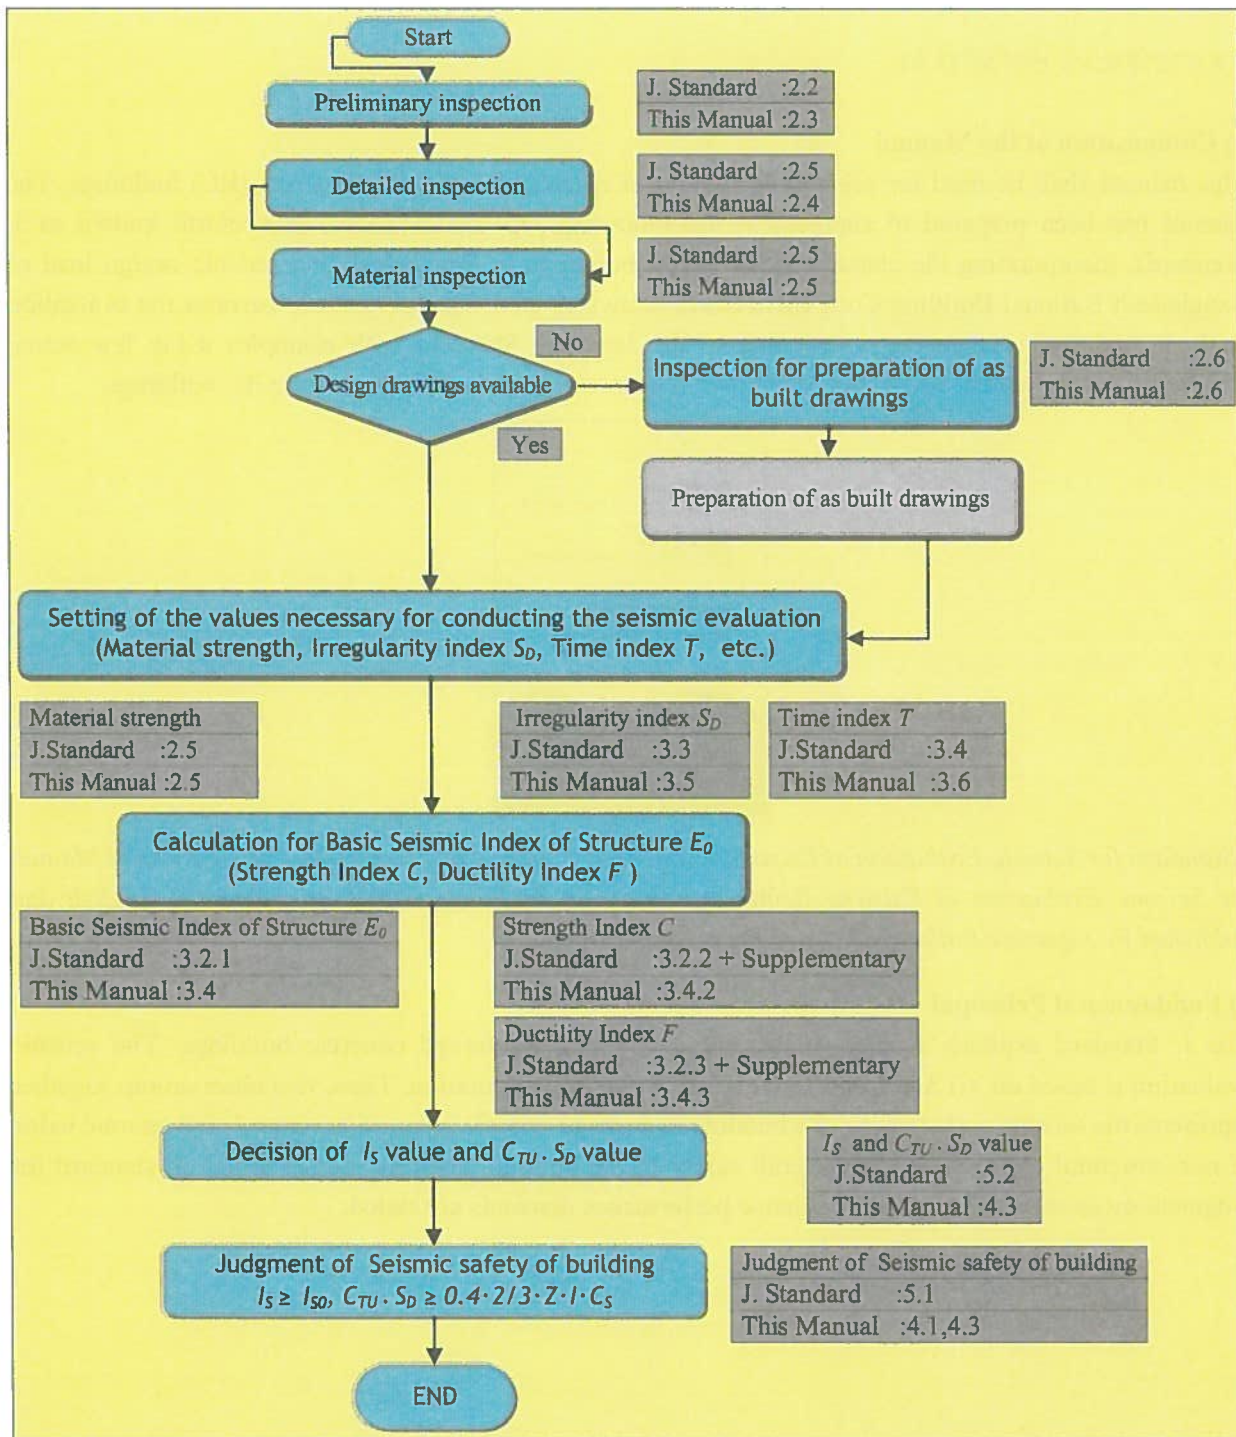 Start
Preliminary inspection
J. Standard :2.2
This Manual :2.3
Detailed inspection
J. Standard :2.5
This Manual :2.4
Material inspection
J. Standard :2.5
This Manual :2.5
Design drawings available
No
Yes
Inspection for preparation of as
built drawings
J. Standard :2.6
This Manual :2.6
Preparation of as built drawings
Setting of the values necessary for conducting the seismic evaluation
(Material strength, Irregularity index S_D, Time index T, etc.)
Material strength
J.Standard :2.5
This Manual :2.5
Irregularity index S_D
J.Standard :3.3
This Manual :3.5
Time index T
J.Standard :3.4
This Manual :3.6
Calculation for Basic Seismic Index of Structure E_0
(Strength Index C, Ductility Index F )
Basic Seismic Index of Structure E_0
J.Standard :3.2.1
This Manual :3.4
Strength Index C
J.Standard :3.2.2 + Supplementary
This Manual :3.4.2
Ductility Index F
J.Standard :3.2.3 + Supplementary
This Manual :3.4.3
Decision of I_S value and C_TU . S_D value
I_S and C_TU . S_D value
J.Standard :5.2
This Manual :4.3
Judgment of Seismic safety of building
I_S ≥ I_S0, C_TU . S_D ≥ 0.4·2/3·Z·I·C_S
Judgment of Seismic safety of building
J. Standard :5.1
This Manual :4.1,4.3
END